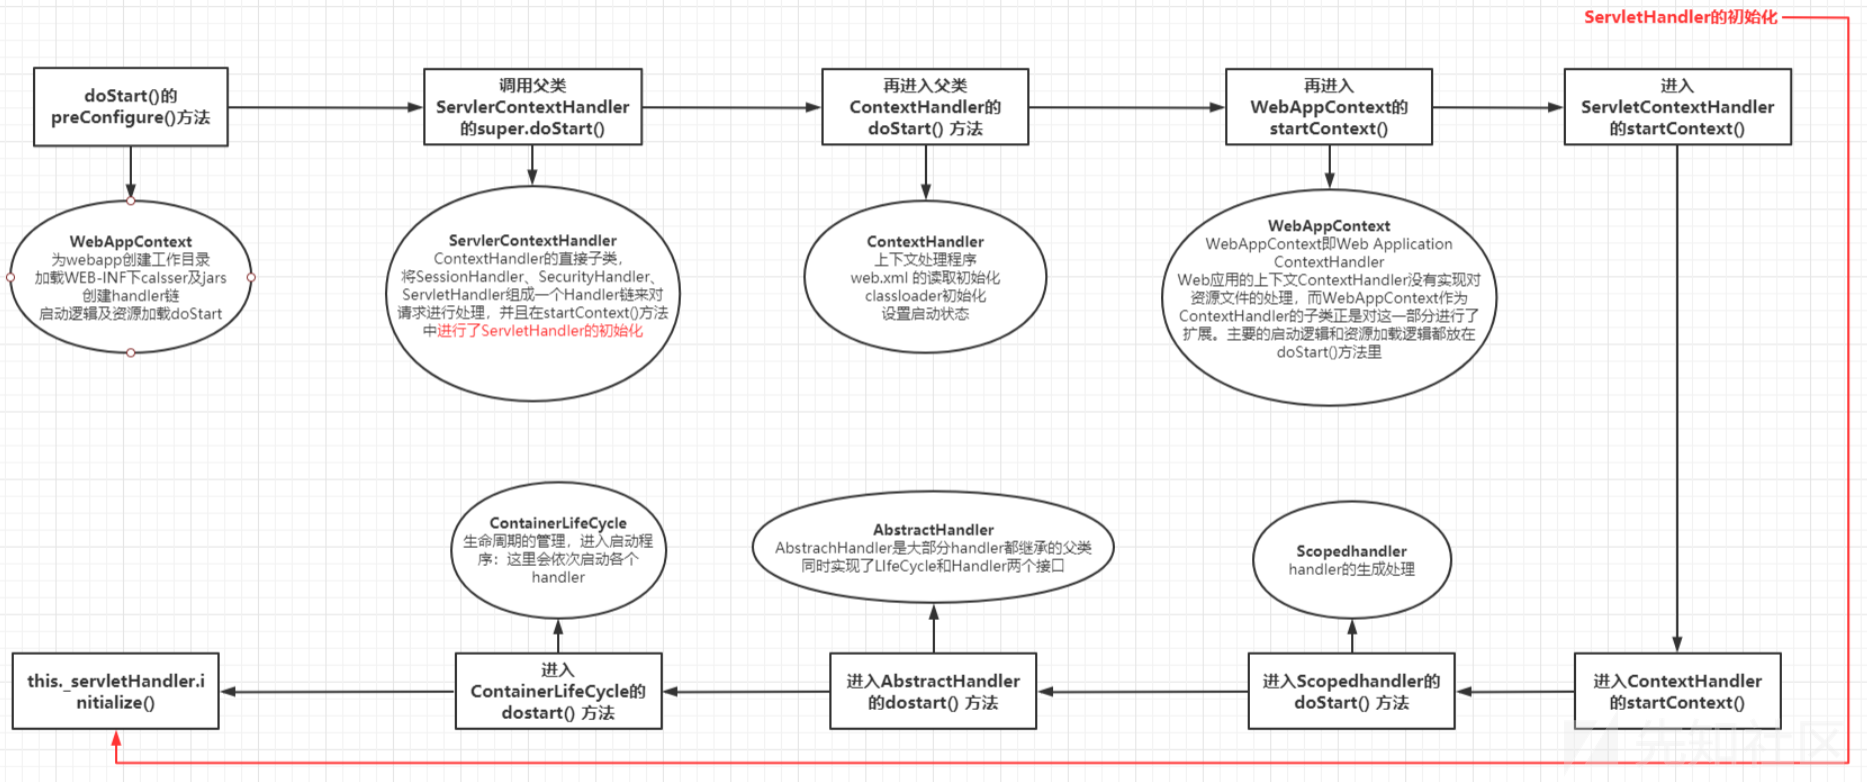 ServletHandler的初始化
doStart()的
preConfigure()方法
调用父类
ServlerContextHandler
的super.doStart()
再进入父类
ContextHandler的
doStart() 方法
再进入
WebAppContext的
startContext()
进入
ServletContextHandler
的startContext()
WebAppContext
为webapp创建工作目录
加载WEB-INF下calsser及jars
创建handler链
启动逻辑及资源加载doStart
ServlerContextHandler
ContextHandler的直接子类，
将SessionHandler、SecurityHandler、
ServletHandler组成一个Handler链来对
请求进行处理，并且在startContext()方法
中进行了ServletHandler的初始化
ContextHandler
上下文处理程序
web.xml 的读取初始化
classloader初始化
设置启动状态
WebAppContext
WebAppContext即Web Application
ContextHandler
Web应用的上下文ContextHandler没有实现对
资源文件的处理，而WebAppContext作为
ContextHandler的子类正是对这一部分进行了
扩展。主要的启动逻辑和资源加载逻辑都放在
doStart()方法里
ContainerLifeCycle
生命周期的管理，进入启动程
序：这里会依次启动各个
handler
AbstractHandler
AbstrachHandler是大部分handler都继承的父类
同时实现了LIfeCycle和Handler两个接口
Scopedhandler
handler的生成处理
this._servletHandler.i
nitialize()
进入
ContainerLifeCycle的
dostart() 方法
进入AbstractHandler
的dostart() 方法
进入Scopedhandler的
doStart() 方法
进入ContextHandler
的startContext()
先知社区